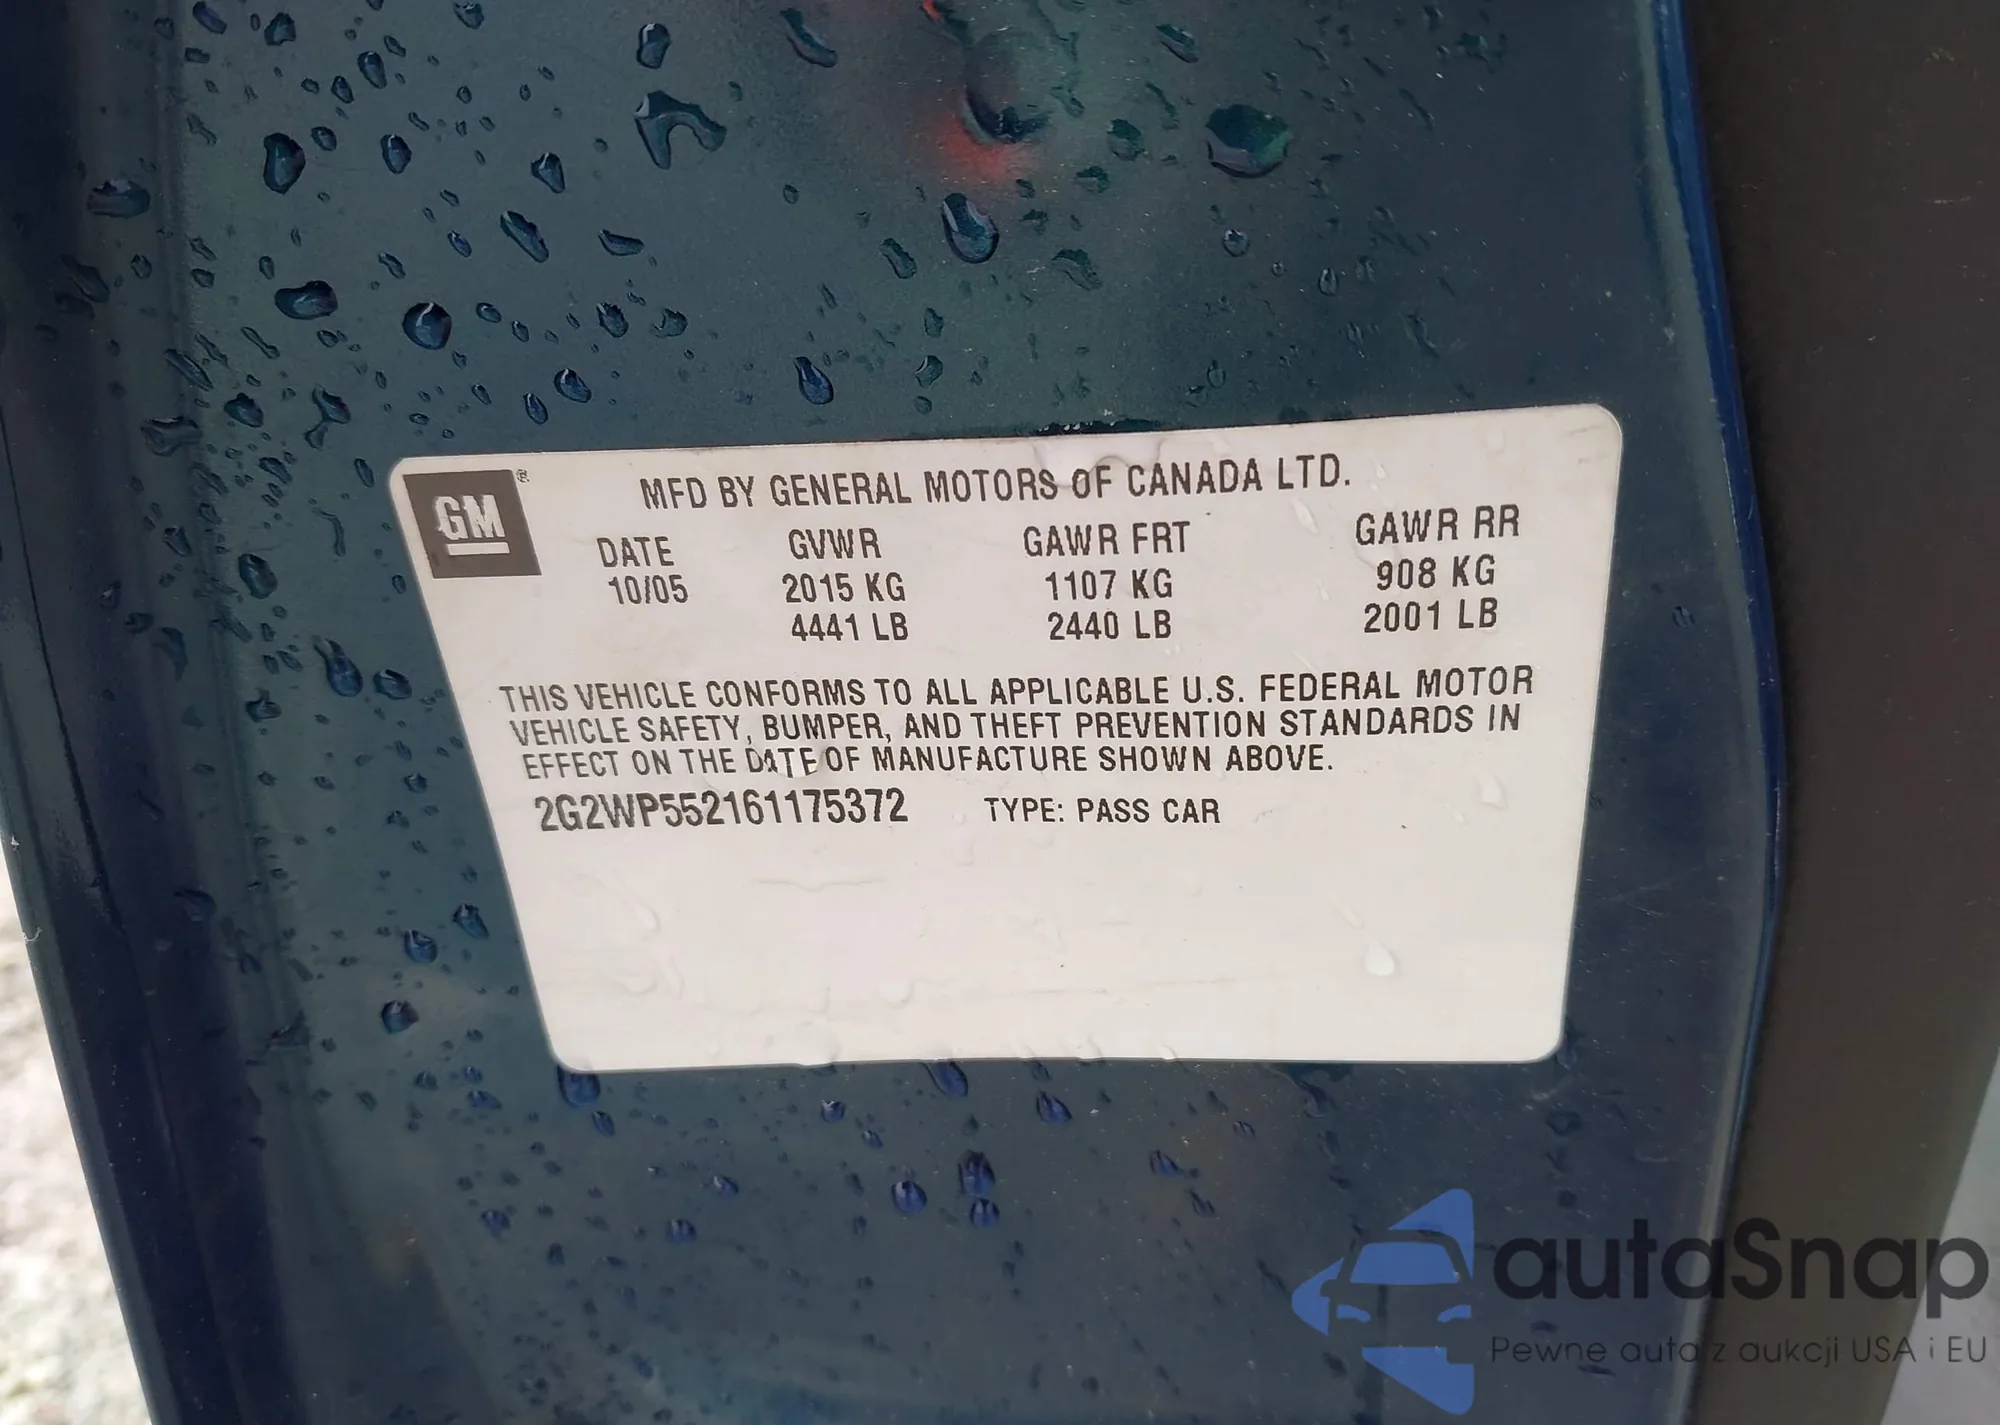 GM®
MFD BY GENERAL MOTORS OF CANADA LTD.
DATE GVWR GAWR FRT GAWR RR
10/05 2015 KG 1107 KG 908 KG
4441 LB 2440 LB 2001 LB
THIS VEHICLE CONFORMS TO ALL APPLICABLE U.S. FEDERAL MOTOR
VEHICLE SAFETY, BUMPER, AND THEFT PREVENTION STANDARDS IN
EFFECT ON THE DATE OF MANUFACTURE SHOWN ABOVE.
2G2WP552161175372 TYPE: PASS CAR
autaSnap
Pewne auta z aukcji USA i EU